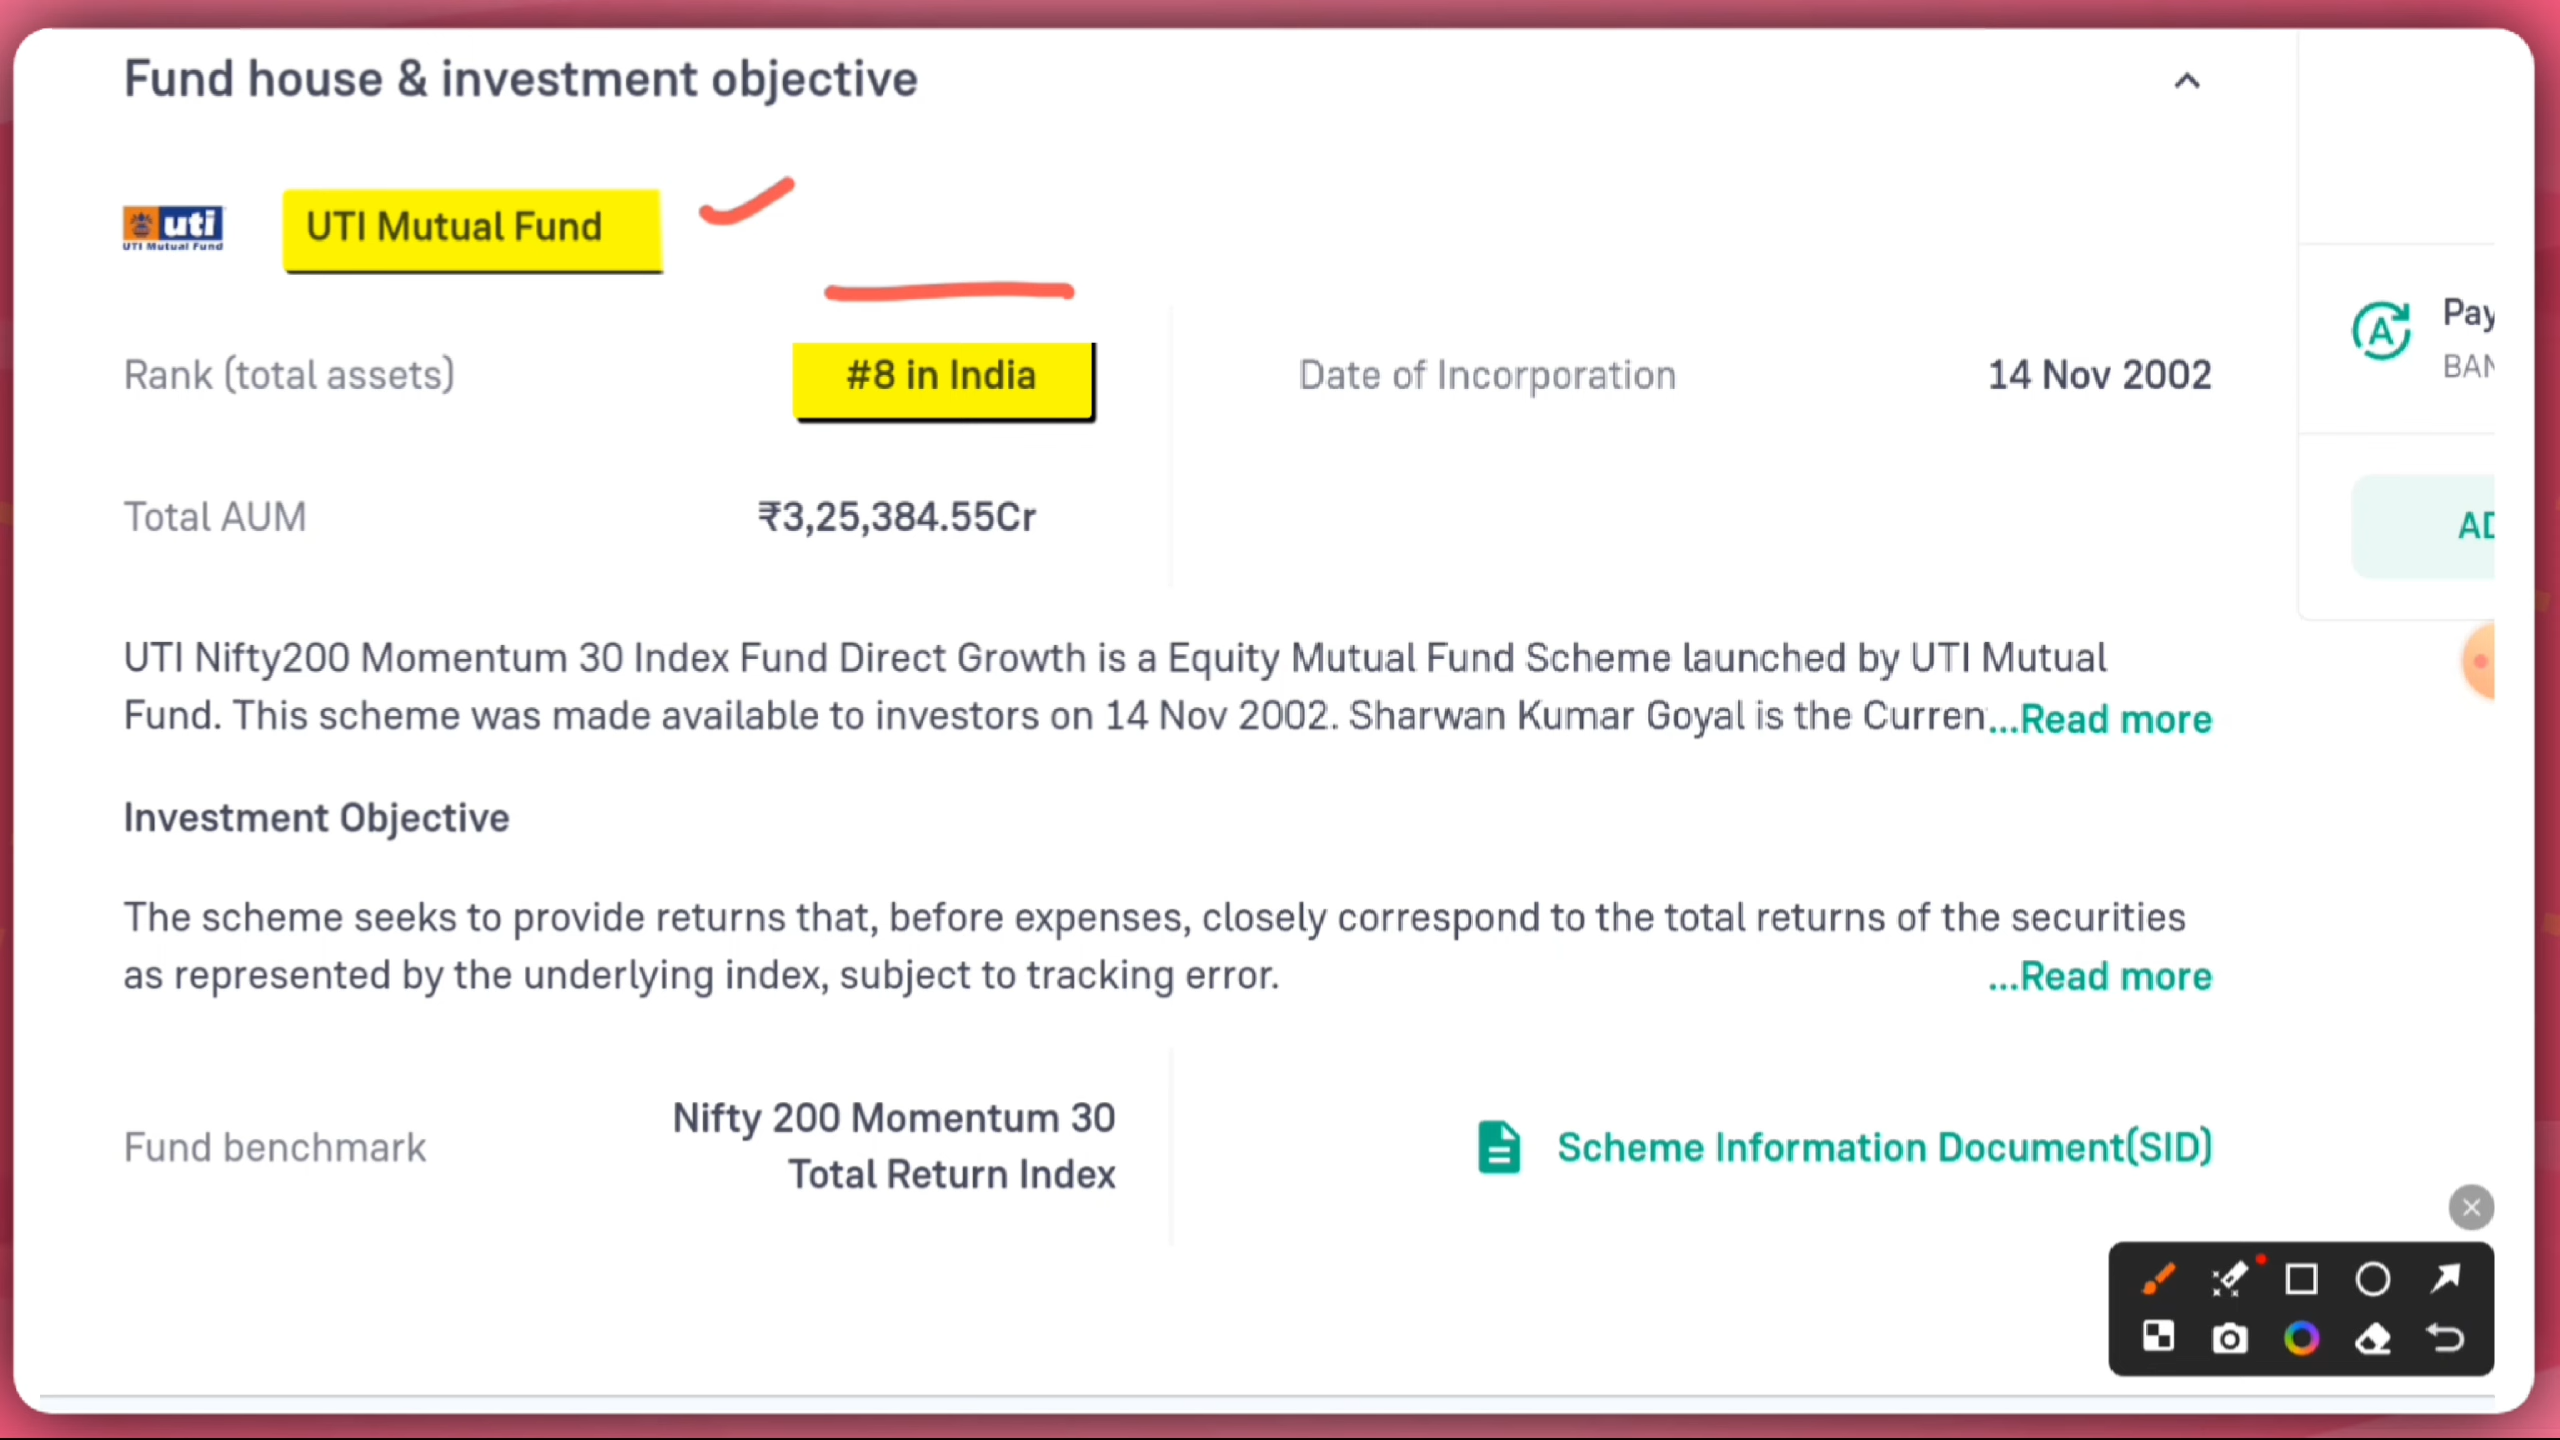 Fund house & investment objective
uti
UTI Mutual Fund
UTI Mutual Fund
Rank (total assets)
#8 in India
Date of Incorporation
14 Nov 2002
Total AUM
₹3,25,384.55Cr
UTI Nifty200 Momentum 30 Index Fund Direct Growth is a Equity Mutual Fund Scheme launched by UTI Mutual
Fund. This scheme was made available to investors on 14 Nov 2002. Sharwan Kumar Goyal is the Curren...Read more
Investment Objective
The scheme seeks to provide returns that, before expenses, closely correspond to the total returns of the securities
as represented by the underlying index, subject to tracking error. ...Read more
Fund benchmark
Nifty 200 Momentum 30
Total Return Index
Scheme Information Document(SID)
A
Pay
BAN
AD